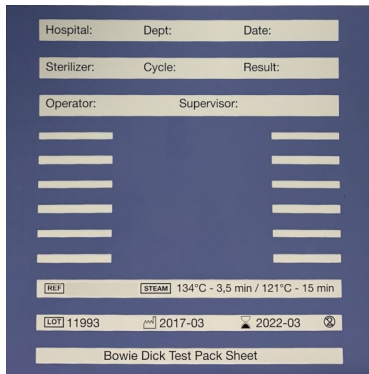 Hospital: Dept: Date:
Sterilizer: Cycle: Result:
Operator: Supervisor:
REF STEAM 134°C - 3,5 min / 121°C - 15 min
LOT 11993 2017-03 2022-03
Bowie Dick Test Pack Sheet